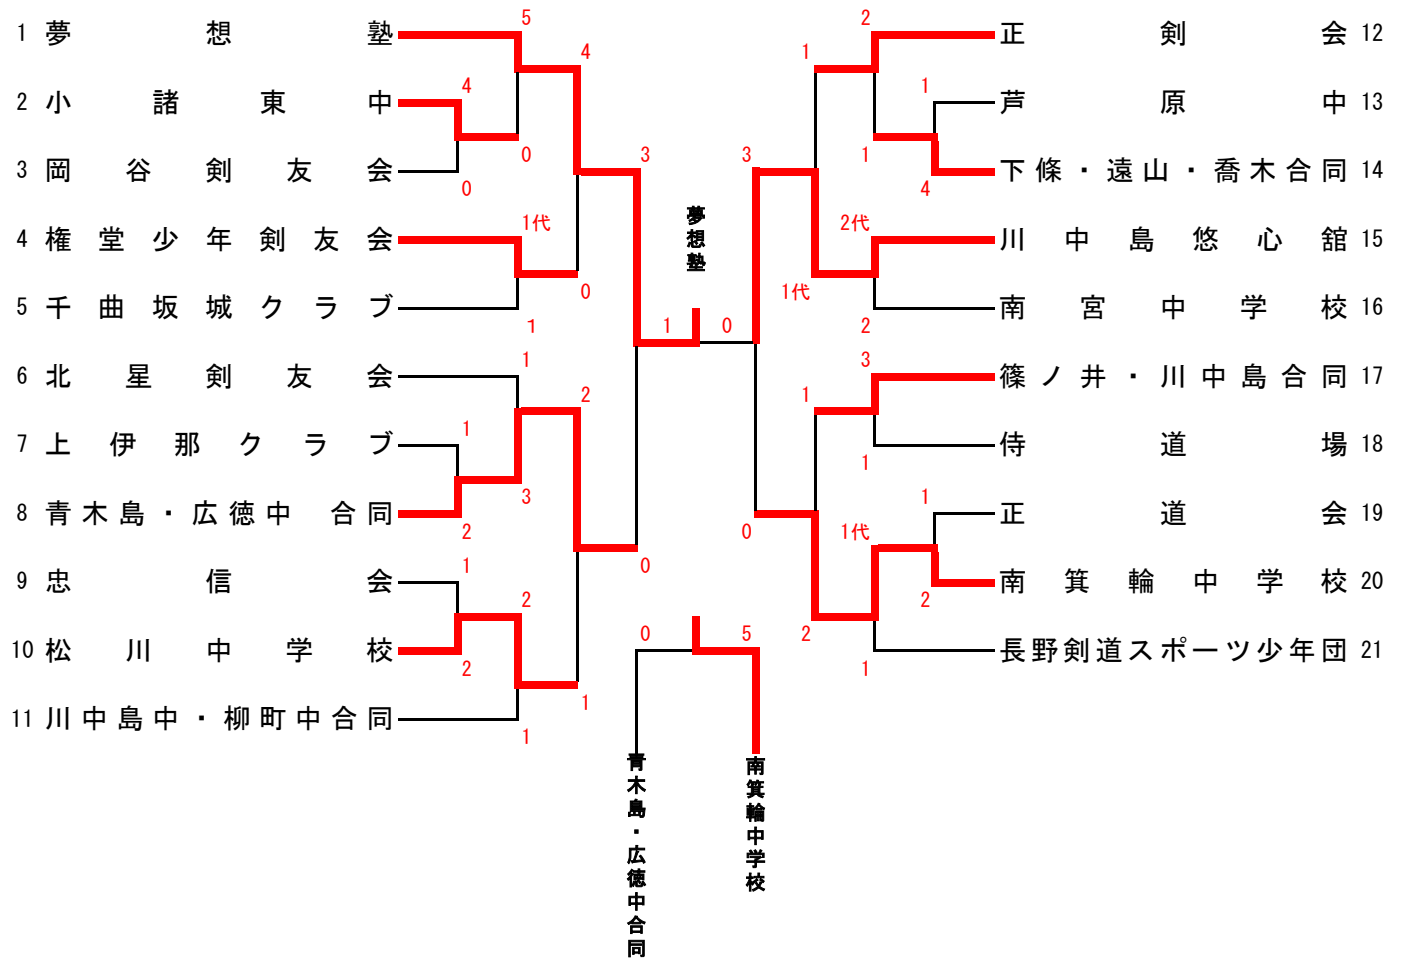 1 夢想塾
2 小諸東中
3 岡谷剣友会
4 権堂少年剣友会
5 千曲坂城クラブ
6 北星剣友会
7 上伊那クラブ
8 青木島・広徳中 合同
9 忠信会
10 松川中学校
11 川中島中・柳町中合同
5
4
4
0
0
1代
0
1
1
2
1
3
2
1
2
2
1
1
3
0
夢想塾
1
0
0
5
青木島・広徳中合同
南箕輪中学校
3
0
2
1
1
1
4
2代
1代
2
3
1
1
1
1代
2
2
1
正剣会 12
芦原中 13
下條・遠山・喬木合同 14
川中島悠心舘 15
南宮中学校 16
篠ノ井・川中島合同 17
侍道場 18
正道会 19
南箕輪中学校 20
長野剣道スポーツ少年団 21